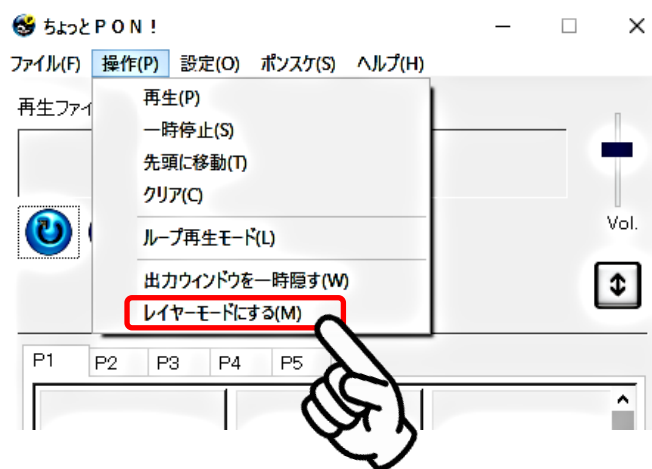 ちょっとＰＯＮ！
ファイル(F) 操作(P) 設定(O) ポンスケ(S) ヘルプ(H)
再生ファイ
再生(P)
一時停止(S)
先頭に移動(T)
クリア(C)
ループ再生モード(L)
出力ウインドウを一時隠す(W)
レイヤーモードにする(M)
Vol.
P1 P2 P3 P4 P5